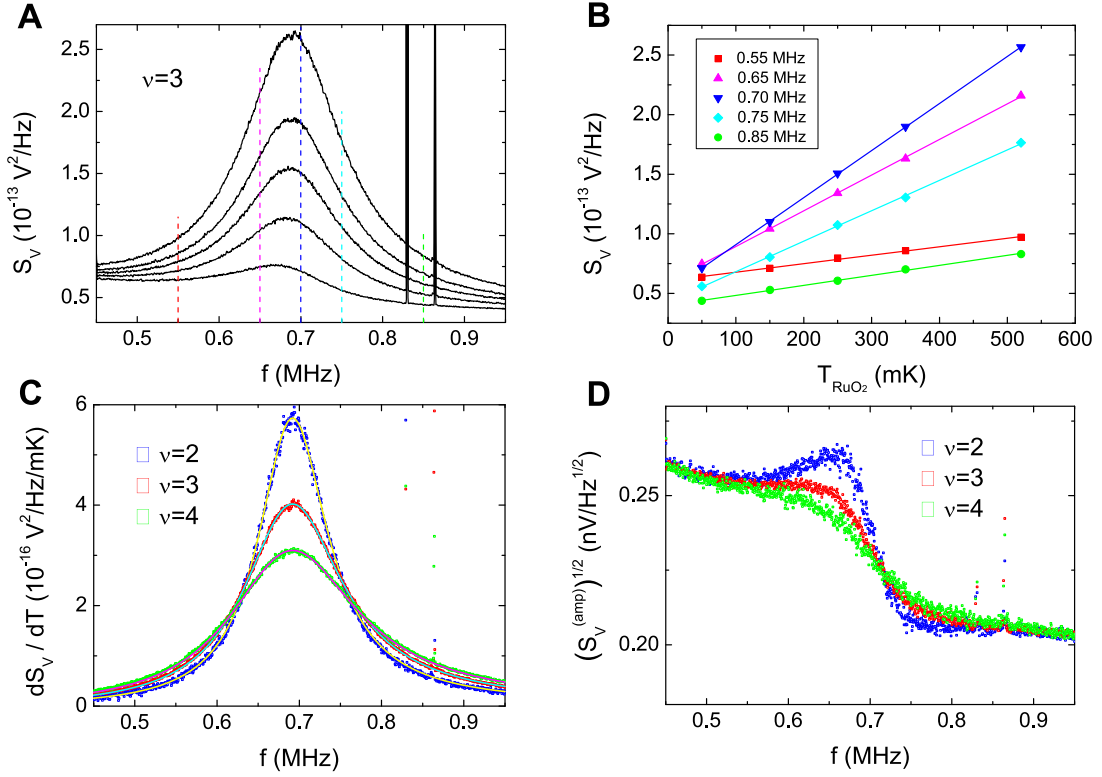 A
ν=3
S_V (10^-13 V^2/Hz)
2.5
2.0
1.5
1.0
0.5
0.5 0.6 0.7 0.8 0.9
f (MHz)
B
0.55 MHz
0.65 MHz
0.70 MHz
0.75 MHz
0.85 MHz
S_V (10^-13 V^2/Hz)
2.5
2.0
1.5
1.0
0.5
0 100 200 300 400 500 600
T_RuO_2 (mK)
C
ν=2
ν=3
ν=4
dS_V / dT (10^-16 V^2/Hz/mK)
6
4
2
0
0.5 0.6 0.7 0.8 0.9
f (MHz)
D
ν=2
ν=3
ν=4
(S_V^(amp))^1/2 (nV/Hz^1/2)
0.25
0.20
0.5 0.6 0.7 0.8 0.9
f (MHz)